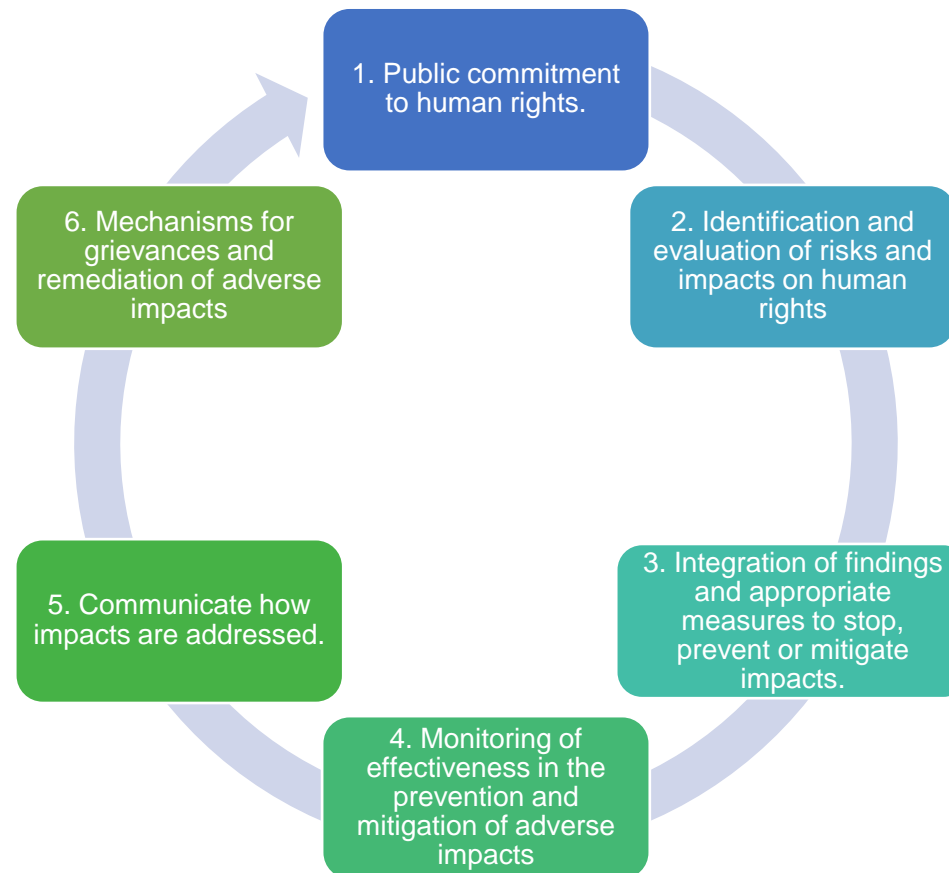 1. Public commitment
to human rights.
2. Identification and
evaluation of risks and
impacts on human
rights
3. Integration of findings
and appropriate
measures to stop,
prevent or mitigate
impacts.
4. Monitoring of
effectiveness in the
prevention and
mitigation of adverse
impacts
5. Communicate how
impacts are addressed.
6. Mechanisms for
grievances and
remediation of adverse
impacts